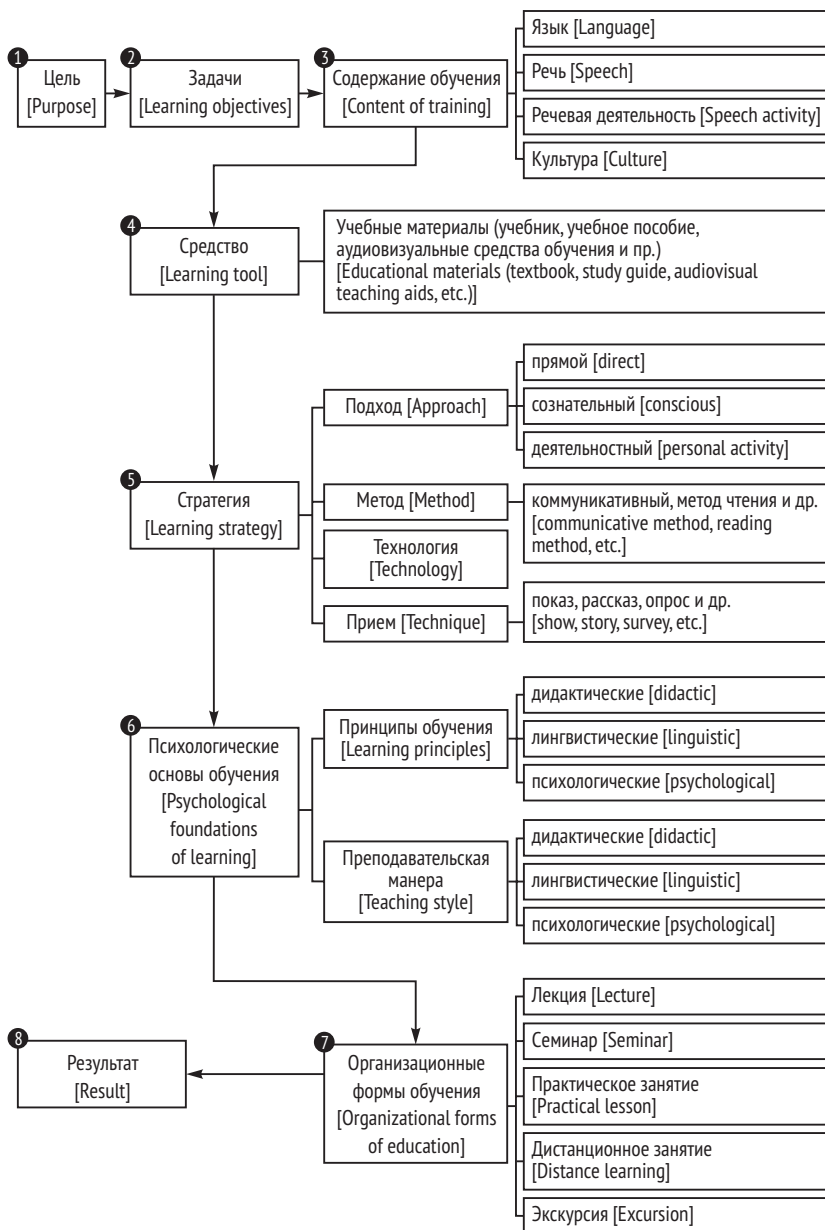 1
Цель
[Purpose]
2
Задачи
[Learning objectives]
3
Содержание обучения
[Content of training]
Язык [Language]
Речь [Speech]
Речевая деятельность [Speech activity]
Культура [Culture]
4
Средство
[Learning tool]
Учебные материалы (учебник, учебное пособие,
аудиовизуальные средства обучения и пр.)
[Educational materials (textbook, study guide, audiovisual
teaching aids, etc.)]
5
Стратегия
[Learning strategy]
Подход [Approach]
прямой [direct]
сознательный [conscious]
деятельностный [personal activity]
Метод [Method]
коммуникативный, метод чтения и др.
[communicative method, reading
method, etc.]
Технология
[Technology]
Прием [Technique]
показ, рассказ, опрос и др.
[show, story, survey, etc.]
6
Психологические
основы обучения
[Psychological
foundations
of learning]
Принципы обучения
[Learning principles]
дидактические [didactic]
лингвистические [linguistic]
психологические [psychological]
Преподавательская
манера
[Teaching style]
дидактические [didactic]
лингвистические [linguistic]
психологические [psychological]
7
Организационные
формы обучения
[Organizational forms
of education]
Лекция [Lecture]
Семинар [Seminar]
Практическое занятие
[Practical lesson]
Дистанционное занятие
[Distance learning]
Экскурсия [Excursion]
8
Результат
[Result]